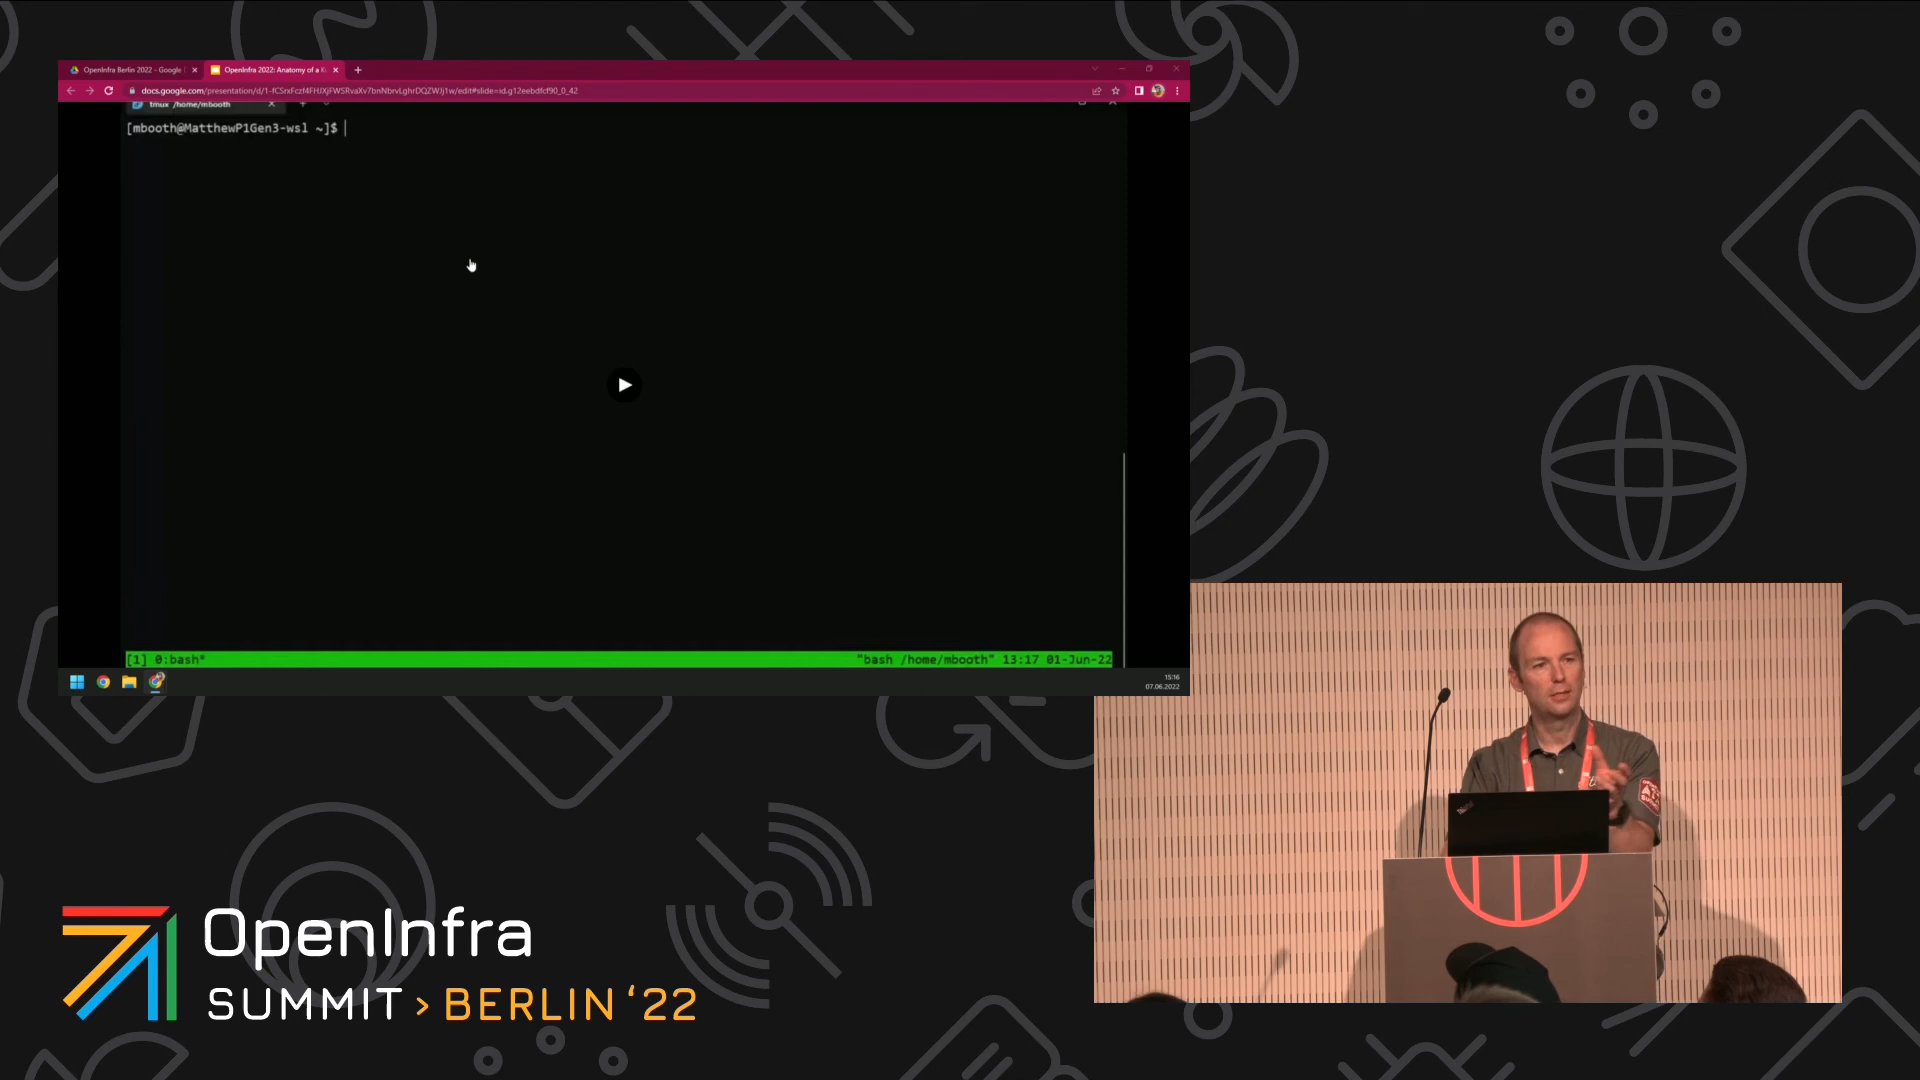 OpenInfra Berlin 2022 - Google
OpenInfra 2022: Anatomy of a K
docs.google.com/presentation/d/1-fCSrxFczf4FHJXjFWSRvaXv7bnNbrvLghrDQZWJj1w/edit#slide=id.g12eebdfcf90_0_42
tmux /home/mbooth
[mbooth@MatthewP1Gen3-wsl ~]$
[1] 0:bash* "bash /home/mbooth" 13:17 01-Jun-22
15:16
07.06.2022
OpenInfra
SUMMIT > BERLIN '22